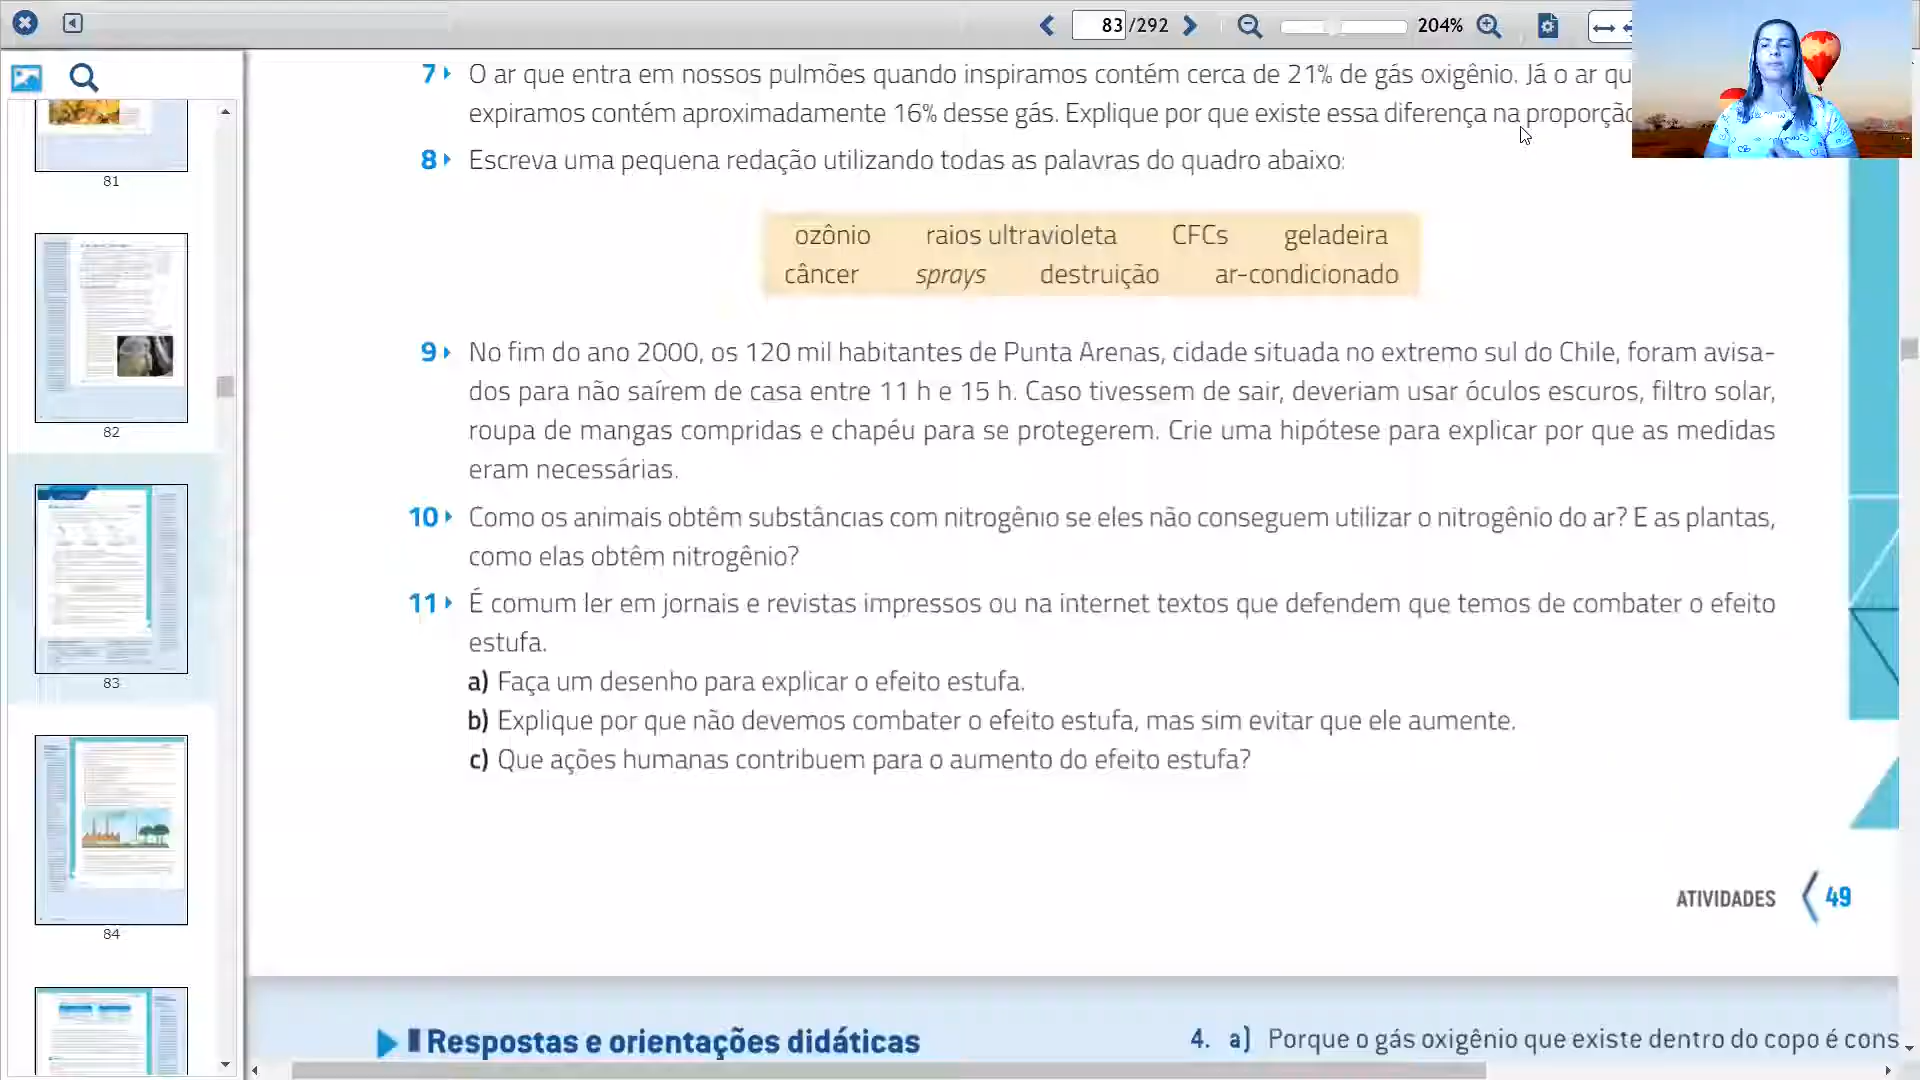 83 /292
204%
7 O ar que entra em nossos pulmões quando inspiramos contém cerca de 21% de gás oxigênio. Já o ar qu
expiramos contém aproximadamente 16% desse gás. Explique por que existe essa diferença na proporção
81
8 Escreva uma pequena redação utilizando todas as palavras do quadro abaixo:
ozônio raios ultravioleta CFCs geladeira
câncer sprays destruição ar-condicionado
9 No fim do ano 2000, os 120 mil habitantes de Punta Arenas, cidade situada no extremo sul do Chile, foram avisa-
dos para não saírem de casa entre 11 h e 15 h. Caso tivessem de sair, deveriam usar óculos escuros, filtro solar,
roupa de mangas compridas e chapéu para se protegerem. Crie uma hipótese para explicar por que as medidas
eram necessárias.
82
10 Como os animais obtêm substâncias com nitrogênio se eles não conseguem utilizar o nitrogênio do ar? E as plantas,
como elas obtêm nitrogênio?
11 É comum ler em jornais e revistas impressos ou na internet textos que defendem que temos de combater o efeito
estufa.
a) Faça um desenho para explicar o efeito estufa.
83
b) Explique por que não devemos combater o efeito estufa, mas sim evitar que ele aumente.
c) Que ações humanas contribuem para o aumento do efeito estufa?
ATIVIDADES 49
84
Respostas e orientações didáticas
4. a) Porque o gás oxigênio que existe dentro do copo é cons